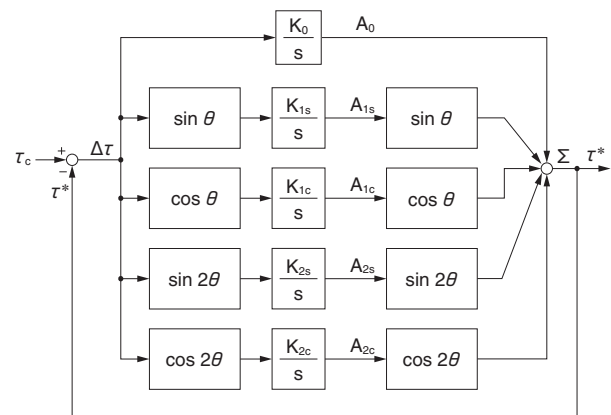 K₀ / s
A₀
sin θ
K₁ₛ / s
A₁ₛ
sin θ
τc
+
−
Δτ
Σ
τ*
τ*
cos θ
K₁c / s
A₁c
cos θ
sin 2θ
K₂ₛ / s
A₂ₛ
sin 2θ
cos 2θ
K₂c / s
A₂c
cos 2θ